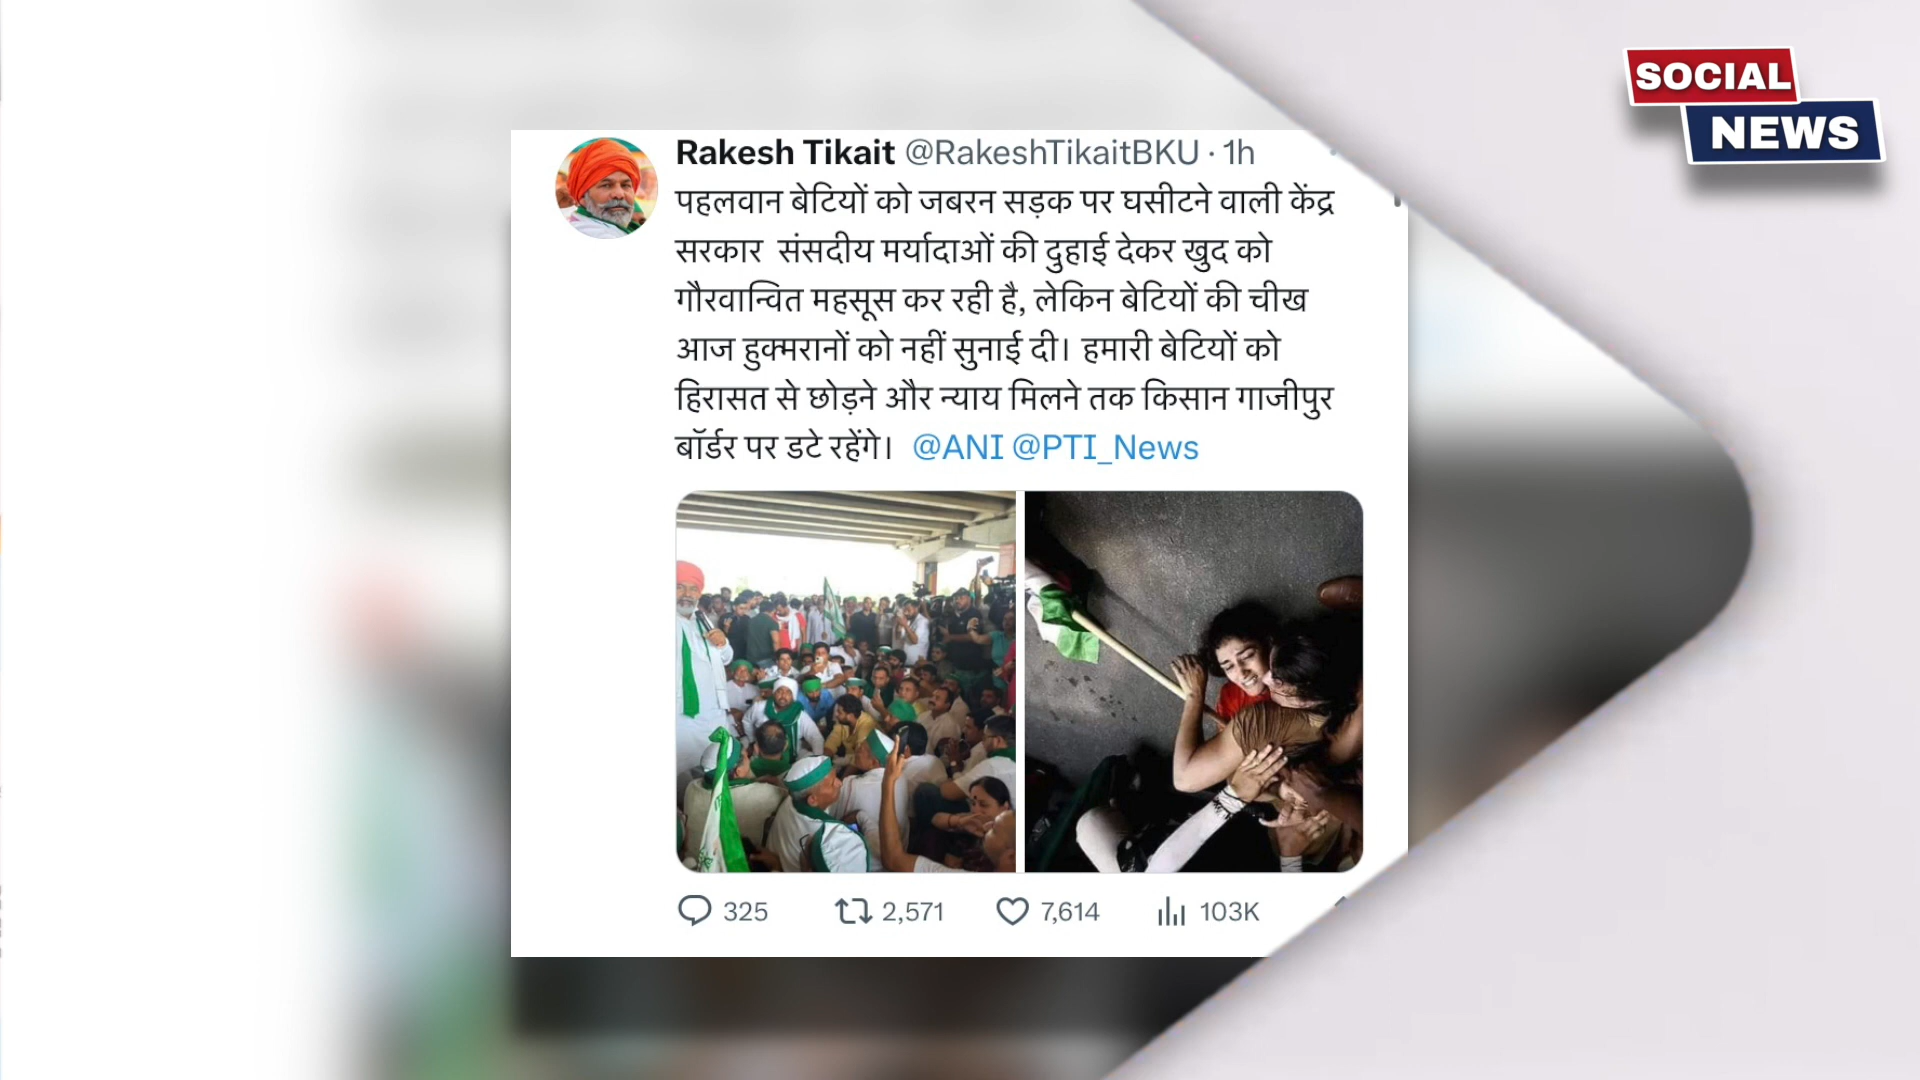 SOCIAL
NEWS
Rakesh Tikait @RakeshTikaitBKU · 1h
पहलवान बेटियों को जबरन सड़क पर घसीटने वाली केंद्र
सरकार संसदीय मर्यादाओं की दुहाई देकर खुद को
गौरवान्वित महसूस कर रही है, लेकिन बेटियों की चीख
आज हुक्मरानों को नहीं सुनाई दी। हमारी बेटियों को
हिरासत से छोड़ने और न्याय मिलने तक किसान गाजीपुर
बॉर्डर पर डटे रहेंगे। @ANI @PTI_News
325 2,571 7,614 103K